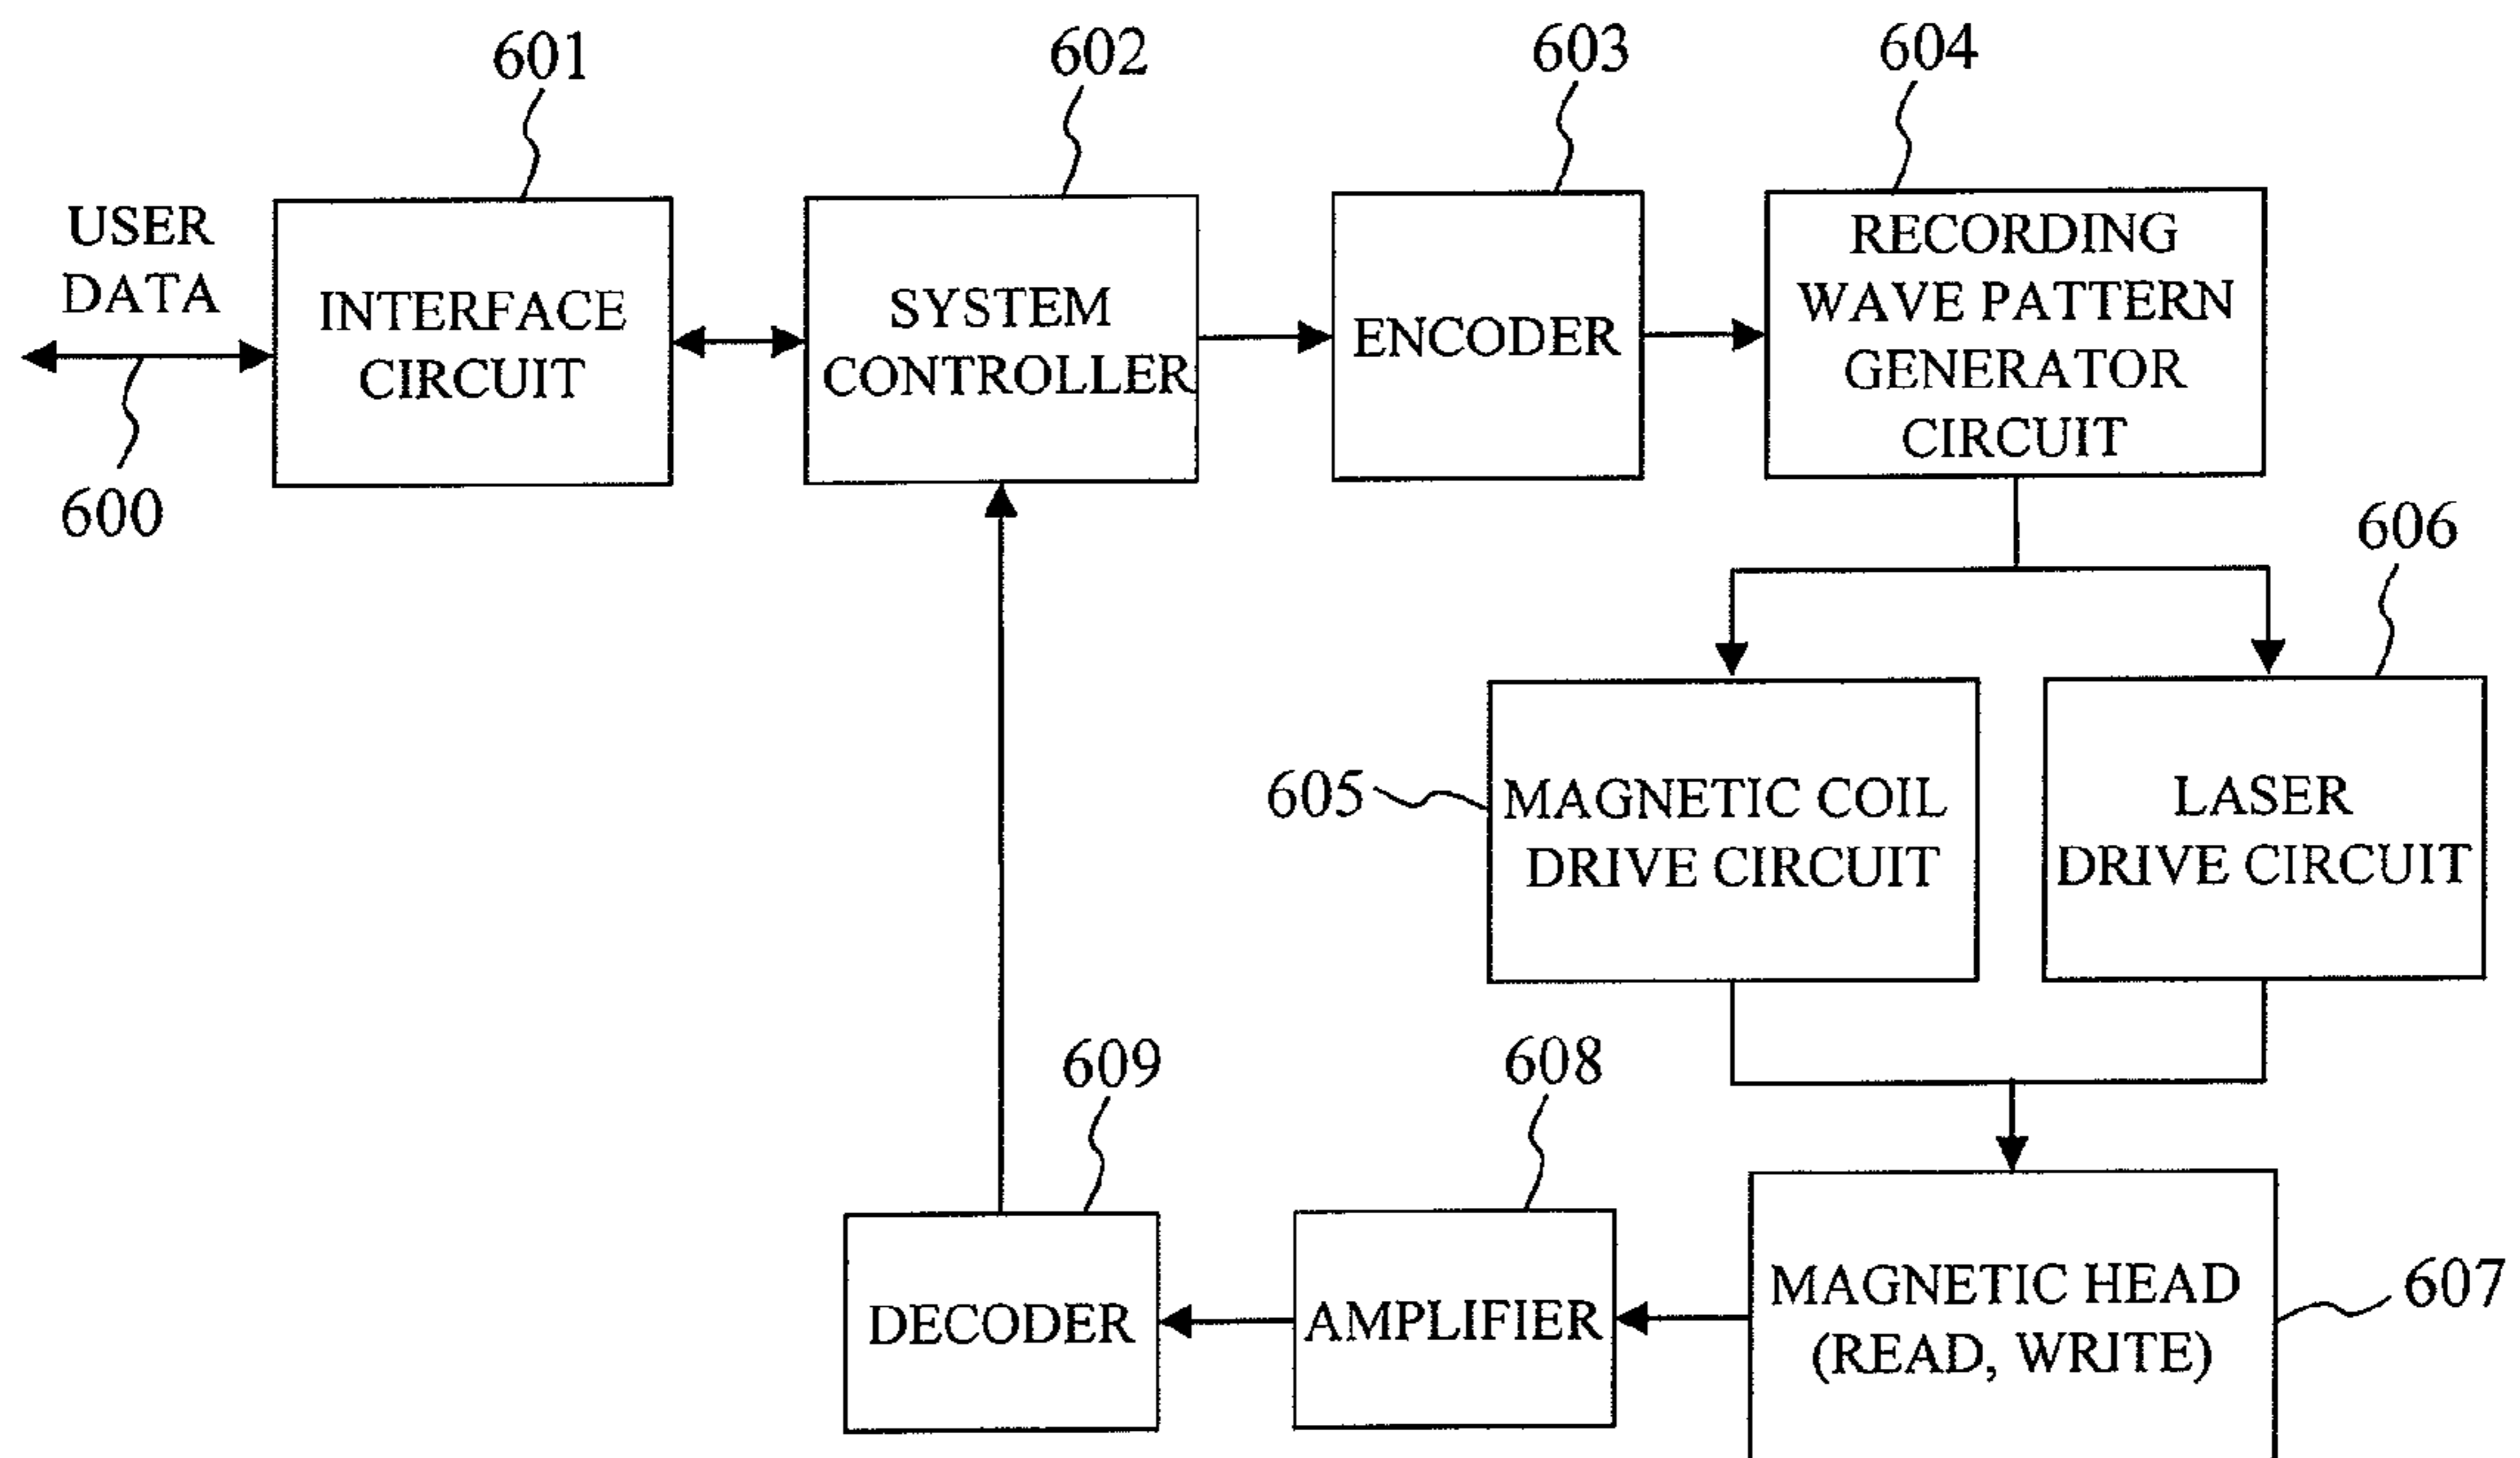 601
602
603
604
USER
DATA
600
INTERFACE
CIRCUIT
SYSTEM
CONTROLLER
ENCODER
RECORDING
WAVE PATTERN
GENERATOR
CIRCUIT
606
605
MAGNETIC COIL
DRIVE CIRCUIT
LASER
DRIVE CIRCUIT
609
608
DECODER
AMPLIFIER
MAGNETIC HEAD
(READ, WRITE)
607